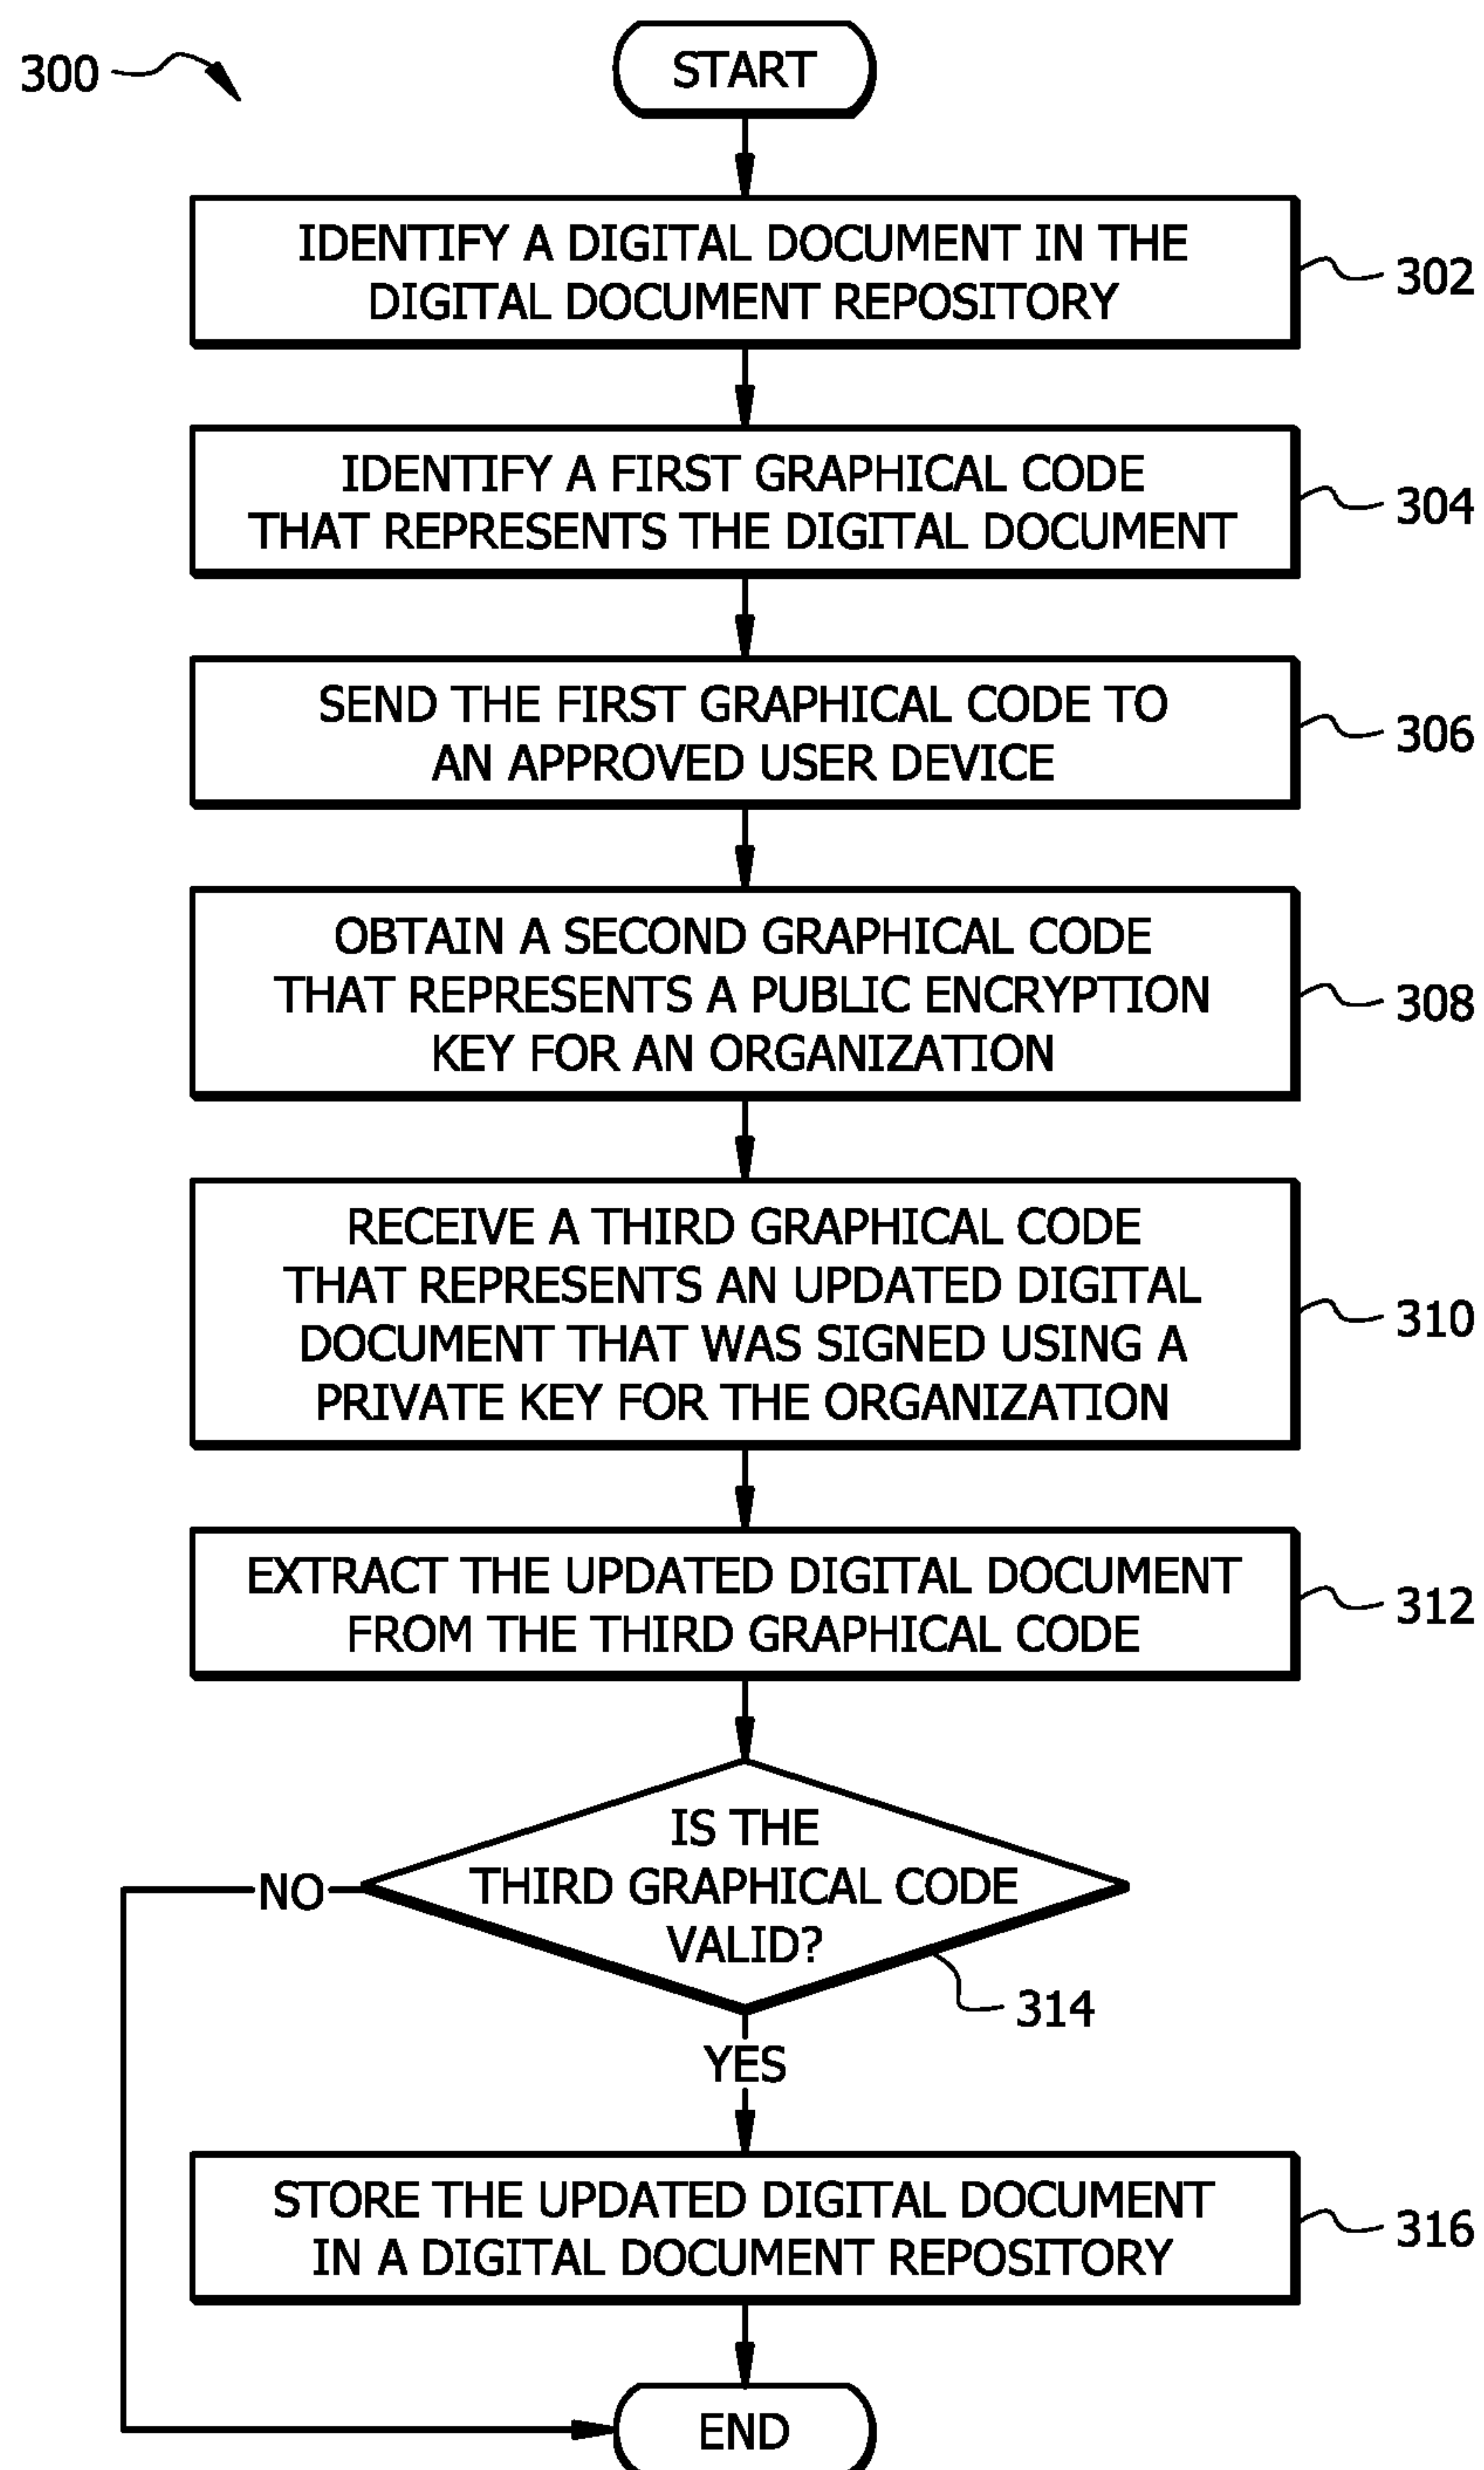 300
START
IDENTIFY A DIGITAL DOCUMENT IN THE
DIGITAL DOCUMENT REPOSITORY
302
IDENTIFY A FIRST GRAPHICAL CODE
THAT REPRESENTS THE DIGITAL DOCUMENT
304
SEND THE FIRST GRAPHICAL CODE TO
AN APPROVED USER DEVICE
306
OBTAIN A SECOND GRAPHICAL CODE
THAT REPRESENTS A PUBLIC ENCRYPTION
KEY FOR AN ORGANIZATION
308
RECEIVE A THIRD GRAPHICAL CODE
THAT REPRESENTS AN UPDATED DIGITAL
DOCUMENT THAT WAS SIGNED USING A
PRIVATE KEY FOR THE ORGANIZATION
310
EXTRACT THE UPDATED DIGITAL DOCUMENT
FROM THE THIRD GRAPHICAL CODE
312
IS THE
THIRD GRAPHICAL CODE
VALID?
314
NO
YES
STORE THE UPDATED DIGITAL DOCUMENT
IN A DIGITAL DOCUMENT REPOSITORY
316
END